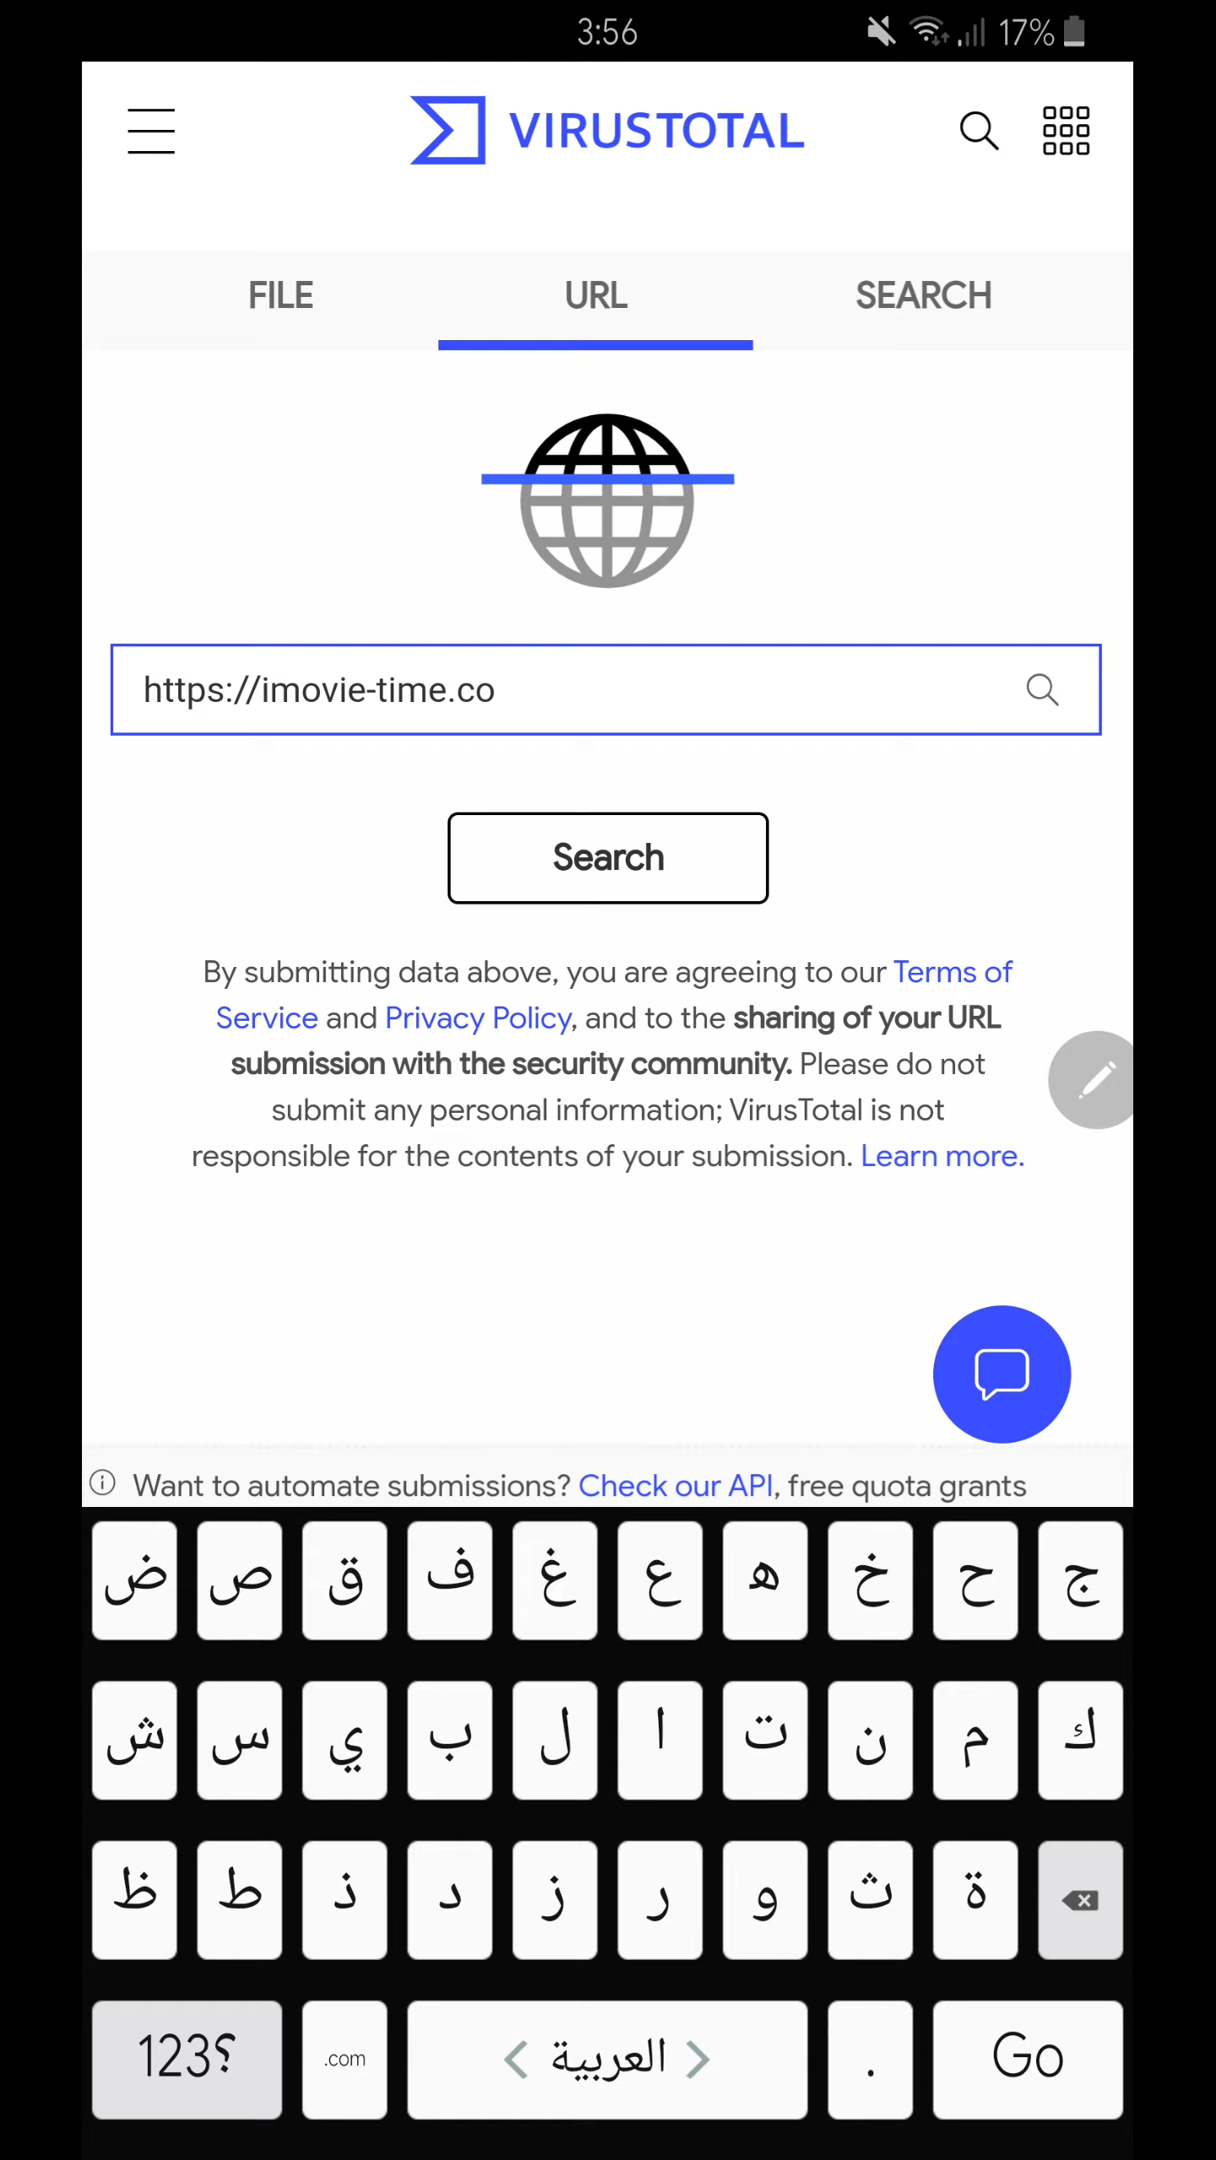 3:56 17%
VIRUSTOTAL
FILE URL SEARCH
https://imovie-time.co
Search
By submitting data above, you are agreeing to our Terms of
Service and Privacy Policy, and to the sharing of your URL
submission with the security community. Please do not
submit any personal information; VirusTotal is not
responsible for the contents of your submission. Learn more.
Want to automate submissions? Check our API, free quota grants
ض ص ق ف غ ع ه خ ح ج
ش س ي ب ل ا ت ن م ك
ظ ط ذ د ز ر و ث ة
123؟ .com العربية . Go